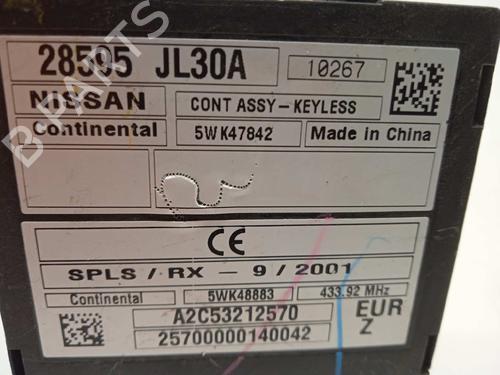 28595 JL30A 10267
NISSAN CONT ASSY-KEYLESS
Continental 5WK47842 Made in China
CE
SPLS / RX - 9 / 2001
Continental 5WK48883 433.92 MHz
A2C53212570 EUR
25700000140042 Z
B-PARTS